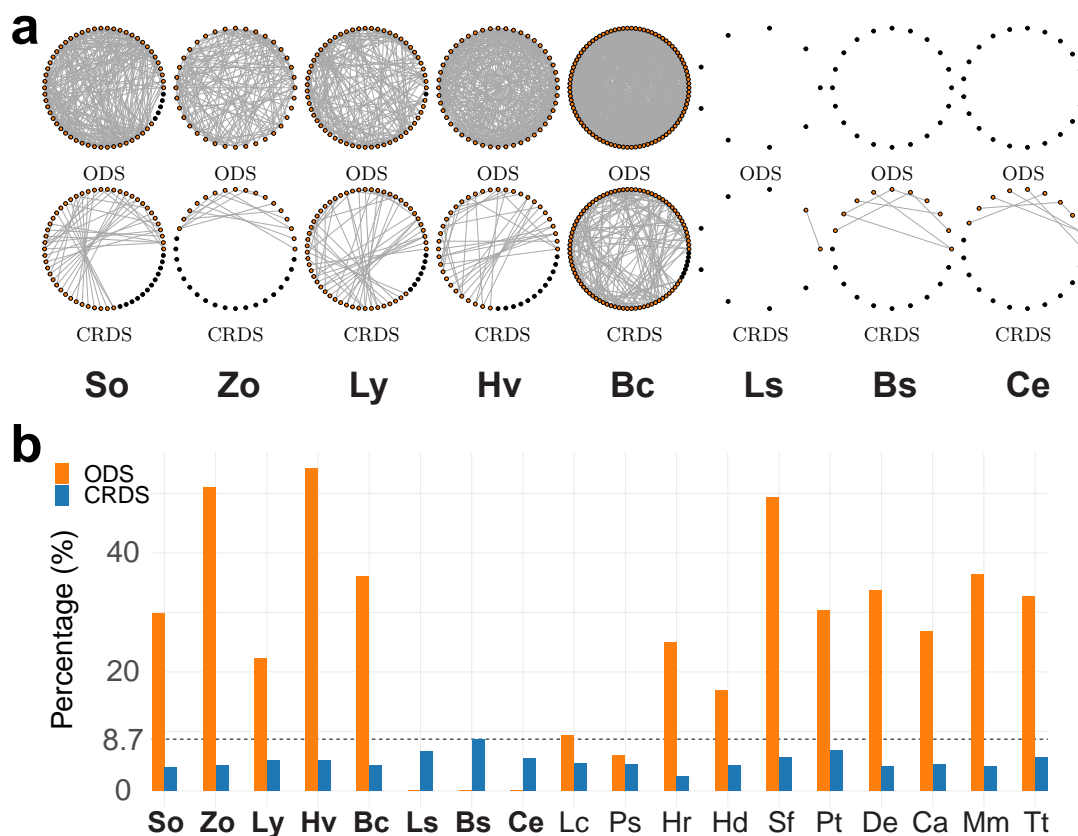 a
ODS ODS ODS ODS ODS ODS ODS ODS
CRDS CRDS CRDS CRDS CRDS CRDS CRDS CRDS
So Zo Ly Hv Bc Ls Bs Ce
b
ODS
CRDS
Percentage (%)
40
20
8.7
0
So Zo Ly Hv Bc Ls Bs Ce Lc Ps Hr Hd Sf Pt De Ca Mm Tt